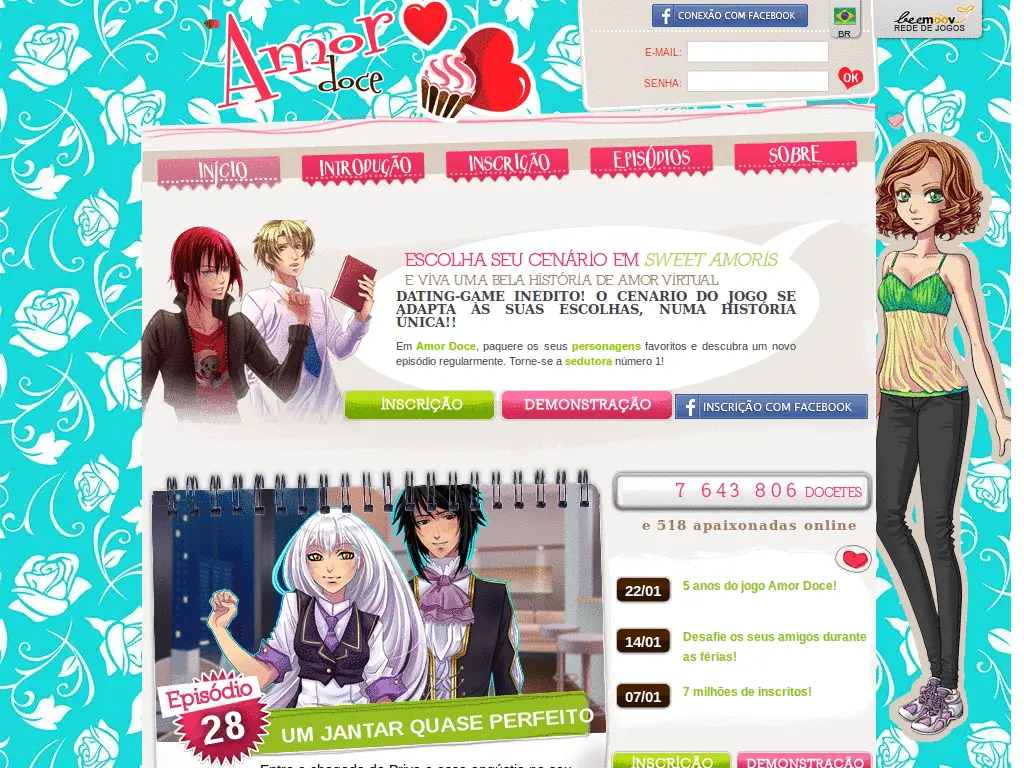 Amor
doce
CONEXÃO COM FACEBOOK
BR
beemoov
REDE DE JOGOS
E-MAIL:
SENHA:
OK
INÍCIO
INTRODUÇÃO
INSCRIÇÃO
EPISÓDIOS
SOBRE
ESCOLHA SEU CENÁRIO EM SWEET AMORIS
E VIVA UMA BELA HISTÓRIA DE AMOR VIRTUAL
DATING-GAME INEDITO! O CENARIO DO JOGO SE
ADAPTA ÀS SUAS ESCOLHAS, NUMA HISTÓRIA
ÚNICA!!
Em Amor Doce, paquere os seus personagens favoritos e descubra um novo
episódio regularmente. Torne-se a sedutora número 1!
INSCRIÇÃO
DEMONSTRAÇÃO
INSCRIÇÃO COM FACEBOOK
7 643 806 DOCETES
e 518 apaixonadas online
22/01
5 anos do jogo Amor Doce!
14/01
Desafie os seus amigos durante
as férias!
07/01
7 milhões de inscritos!
Episódio
28
UM JANTAR QUASE PERFEITO
INSCRIÇÃO
DEMONSTRAÇÃO